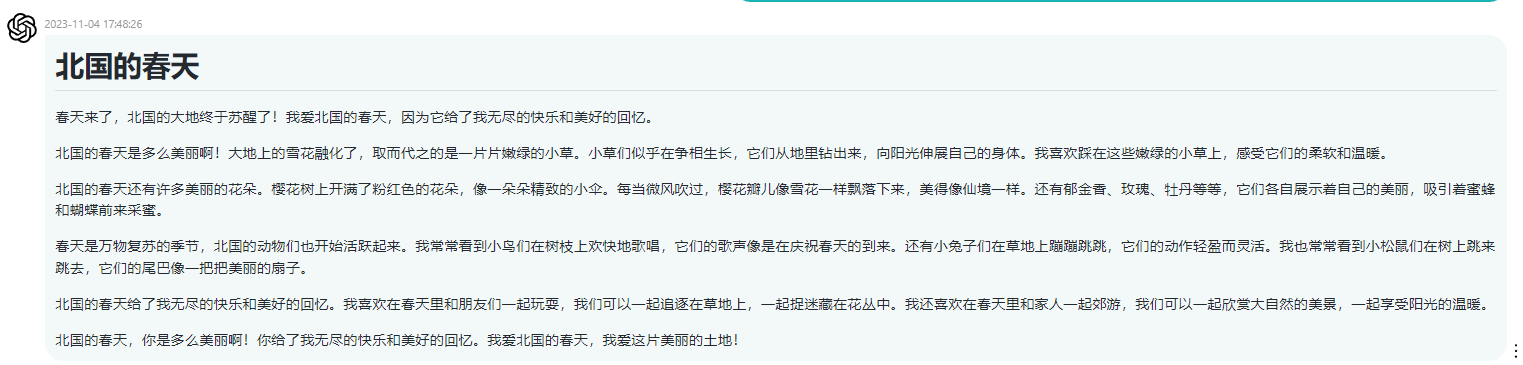 2023-11-04 17:48:26
北国的春天
春天来了，北国的大地终于苏醒了！我爱北国的春天，因为它给了我无尽的快乐和美好的回忆。
北国的春天是多么美丽啊！大地上的雪花融化了，取而代之的是一片片嫩绿的小草。小草们似乎在争相生长，它们从地里钻出来，向阳光伸展自己的身体。我喜欢踩在这些嫩绿的小草上，感受它们的柔软和温暖。
北国的春天还有许多美丽的花朵。樱花树上开满了粉红色的花朵，像一朵朵精致的小伞。每当微风吹过，樱花瓣儿像雪花一样飘落下来，美得像仙境一样。还有郁金香、玫瑰、牡丹等等，它们各自展示着自己的美丽，吸引着蜜蜂
和蝴蝶前来采蜜。
春天是万物复苏的季节，北国的动物们也开始活跃起来。我常常看到小鸟们在树枝上欢快地歌唱，它们的歌声像是在庆祝春天的到来。还有小兔子们在草地上蹦蹦跳跳，它们的动作轻盈而灵活。我也常常看到小松鼠们在树上跳来
跳去，它们的尾巴像一把把美丽的扇子。
北国的春天给了我无尽的快乐和美好的回忆。我喜欢在春天里和朋友们一起玩耍，我们可以一起追逐在草地上，一起捉迷藏在花丛中。我还喜欢在春天里和家人一起郊游，我们可以一起欣赏大自然的美景，一起享受阳光的温暖。
北国的春天，你是多么美丽啊！你给了我无尽的快乐和美好的回忆。我爱北国的春天，我爱这片美丽的土地！